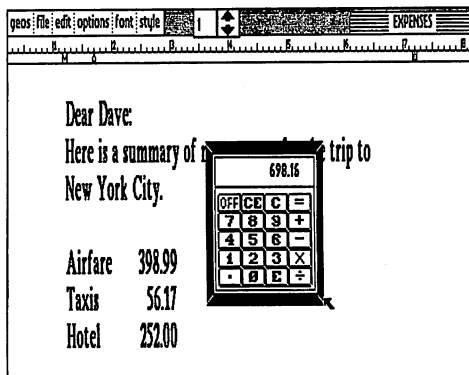 geos file edit options font style 1 EXPENSES
Dear Dave:
Here is a summary of trip to
New York City.
698.16
OFF CE C =
7 8 9 +
4 5 6 -
1 2 3 X
. 0 E ÷
Airfare 398.99
Taxis 56.17
Hotel 252.00